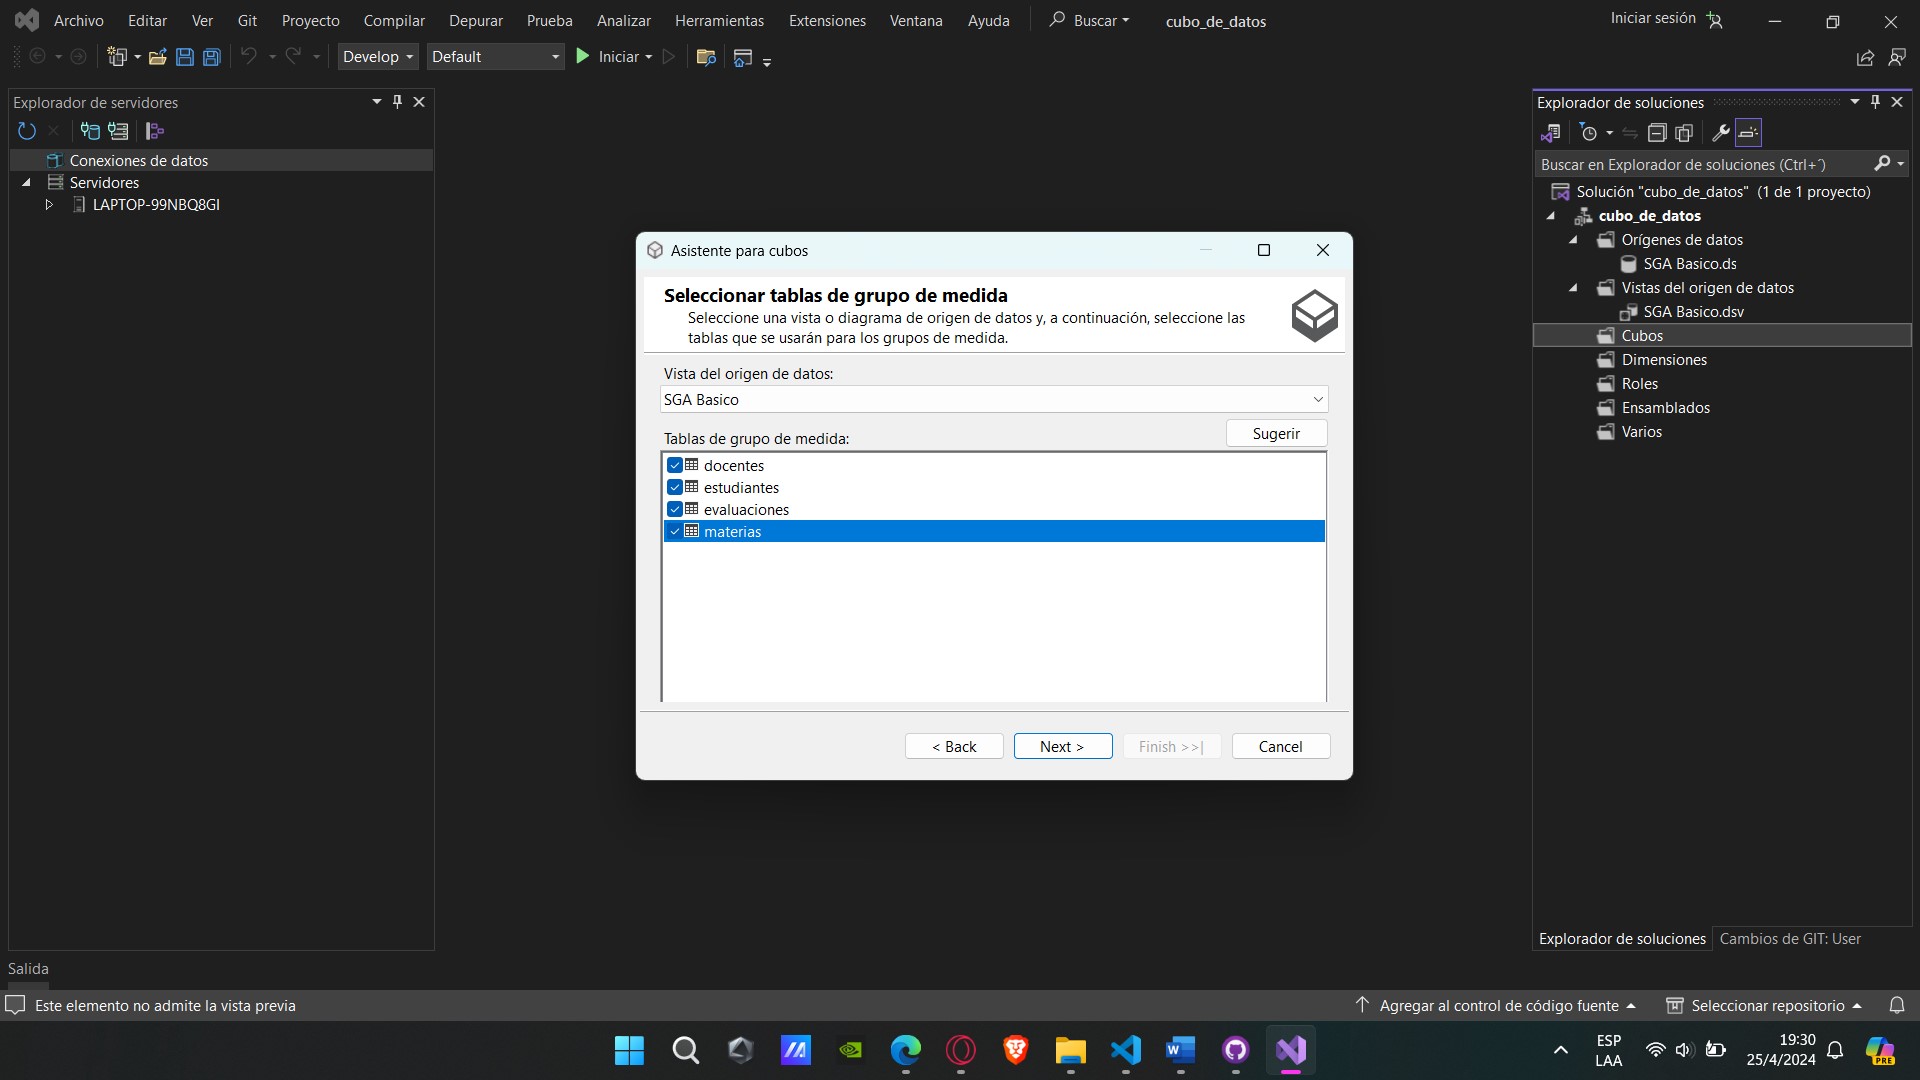 Archivo Editar Ver Git Proyecto Compilar Depurar Prueba Analizar Herramientas Extensiones Ventana Ayuda Buscar cubo_de_datos Iniciar sesión
Develop Default Iniciar
Explorador de servidores
Conexiones de datos
Servidores
LAPTOP-99NBQ8GI
Asistente para cubos
Seleccionar tablas de grupo de medida
Seleccione una vista o diagrama de origen de datos y, a continuación, seleccione las
tablas que se usarán para los grupos de medida.
Vista del origen de datos:
SGA Basico
Tablas de grupo de medida:
Sugerir
docentes
estudiantes
evaluaciones
materias
< Back Next > Finish >>| Cancel
Explorador de soluciones
Buscar en Explorador de soluciones (Ctrl+´)
Solución "cubo_de_datos" (1 de 1 proyecto)
cubo_de_datos
Orígenes de datos
SGA Basico.ds
Vistas del origen de datos
SGA Basico.dsv
Cubos
Dimensiones
Roles
Ensamblados
Varios
Explorador de soluciones Cambios de GIT: User
Salida
Este elemento no admite la vista previa Agregar al control de código fuente Seleccionar repositorio
ESP
LAA
19:30
25/4/2024
PRE